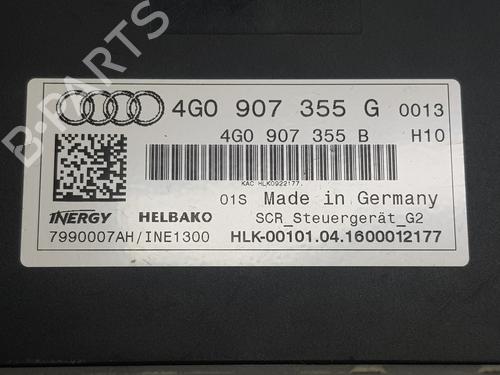 4G0 907 355 G 0013
4G0 907 355 B H10
KAC HLK0922177.
01S Made in Germany
INERGY HELBAKO SCR_Steuergerät_G2
7990007AH/INE1300 HLK-00101.04.1600012177
B-PARTS